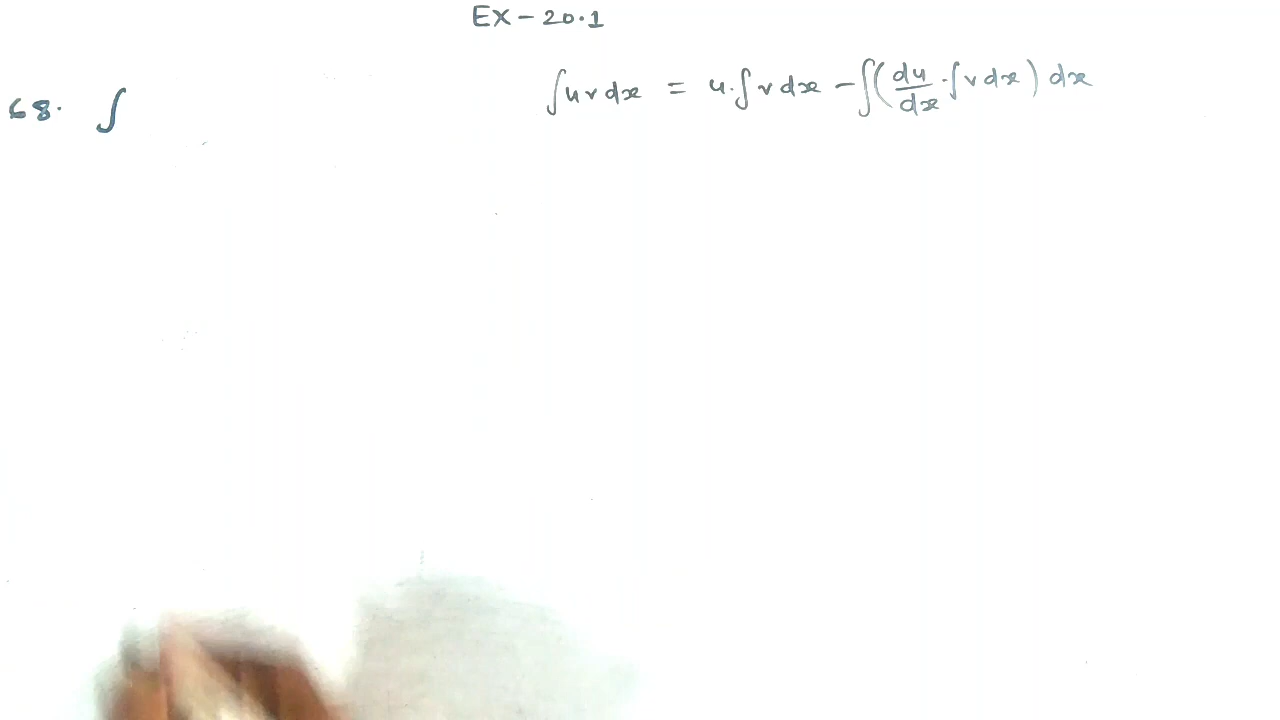 EX - 20.1
∫uv dx = u.∫v dx - ∫(du/dx .∫v dx) dx
68. ∫